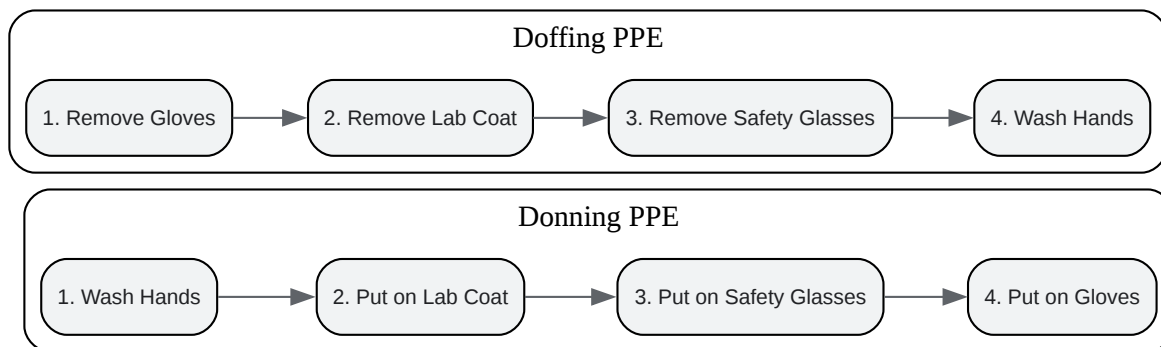 Doffing PPE
1. Remove Gloves
2. Remove Lab Coat
3. Remove Safety Glasses
4. Wash Hands
Donning PPE
1. Wash Hands
2. Put on Lab Coat
3. Put on Safety Glasses
4. Put on Gloves